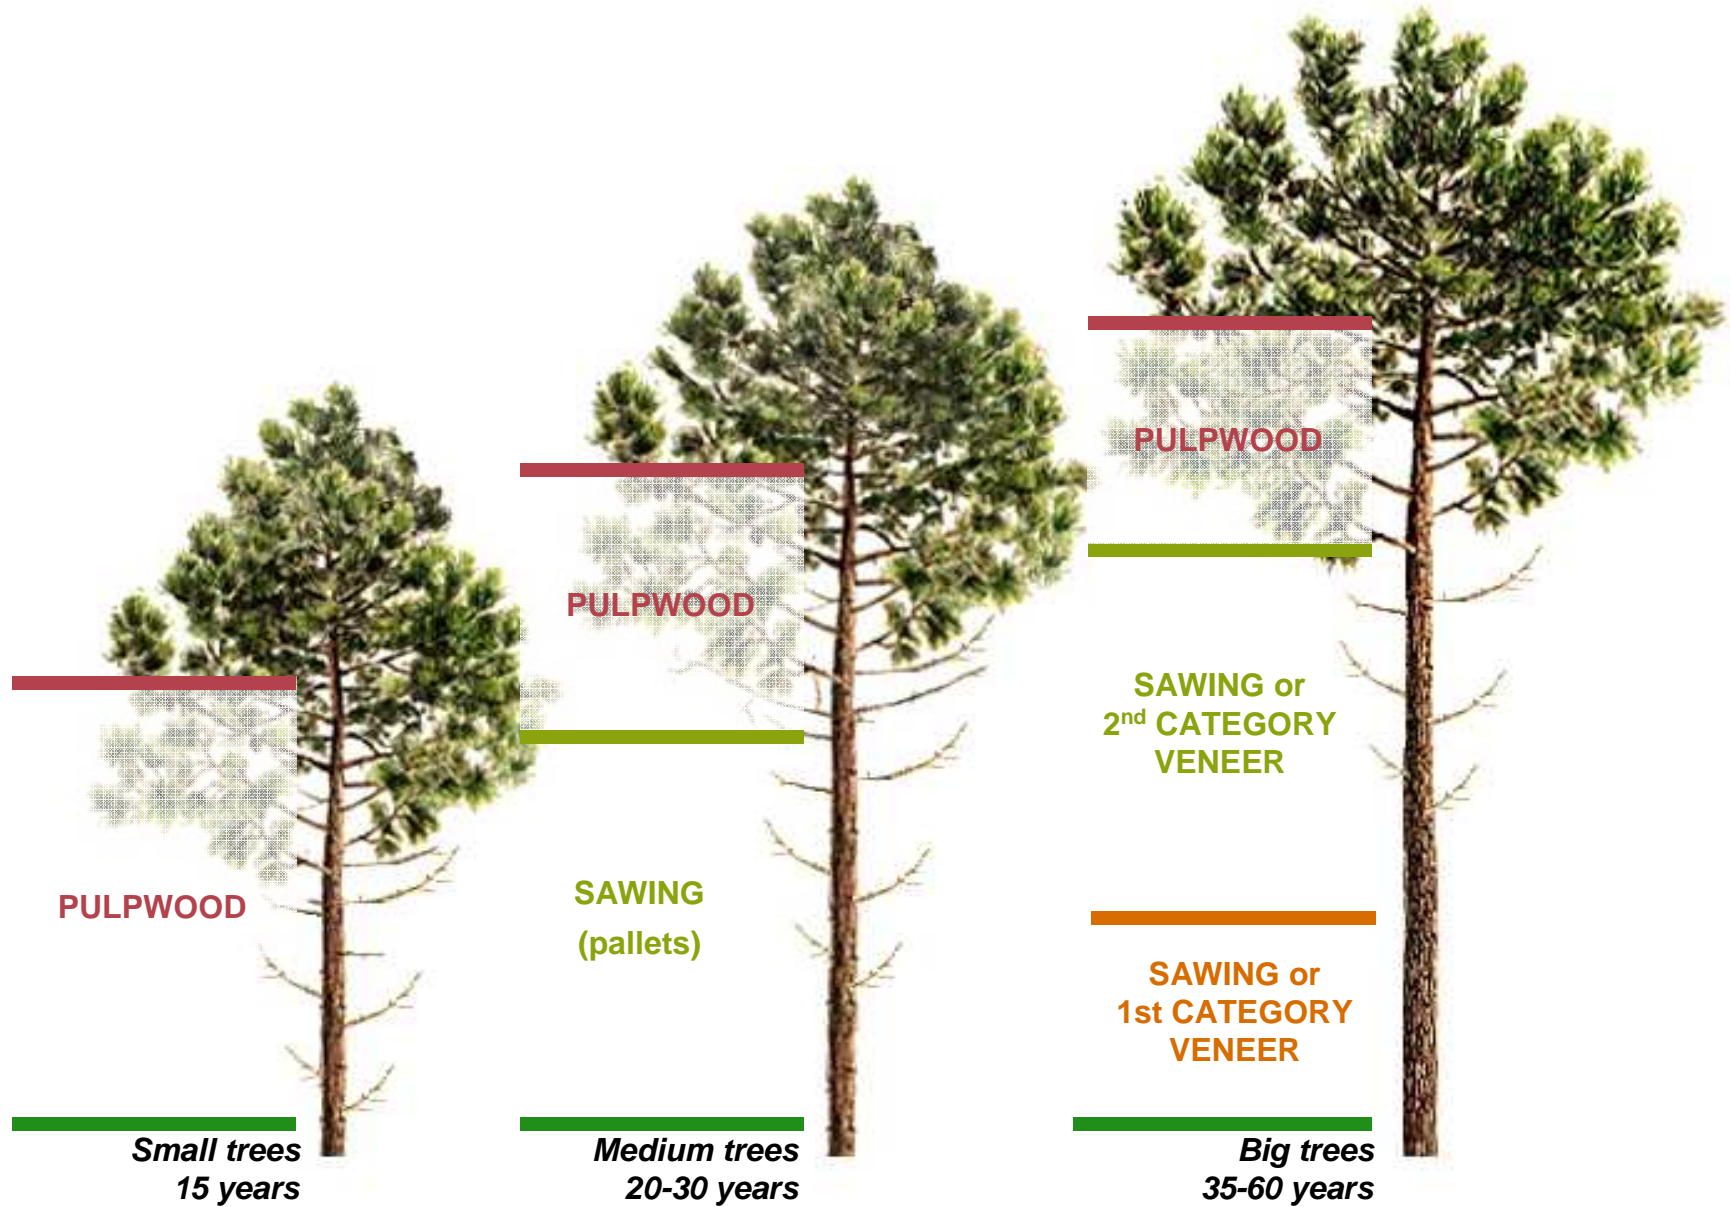 PULPWOOD
Small trees
15 years
PULPWOOD
SAWING
(pallets)
Medium trees
20-30 years
PULPWOOD
SAWING or
2nd CATEGORY
VENEER
SAWING or
1st CATEGORY
VENEER
Big trees
35-60 years